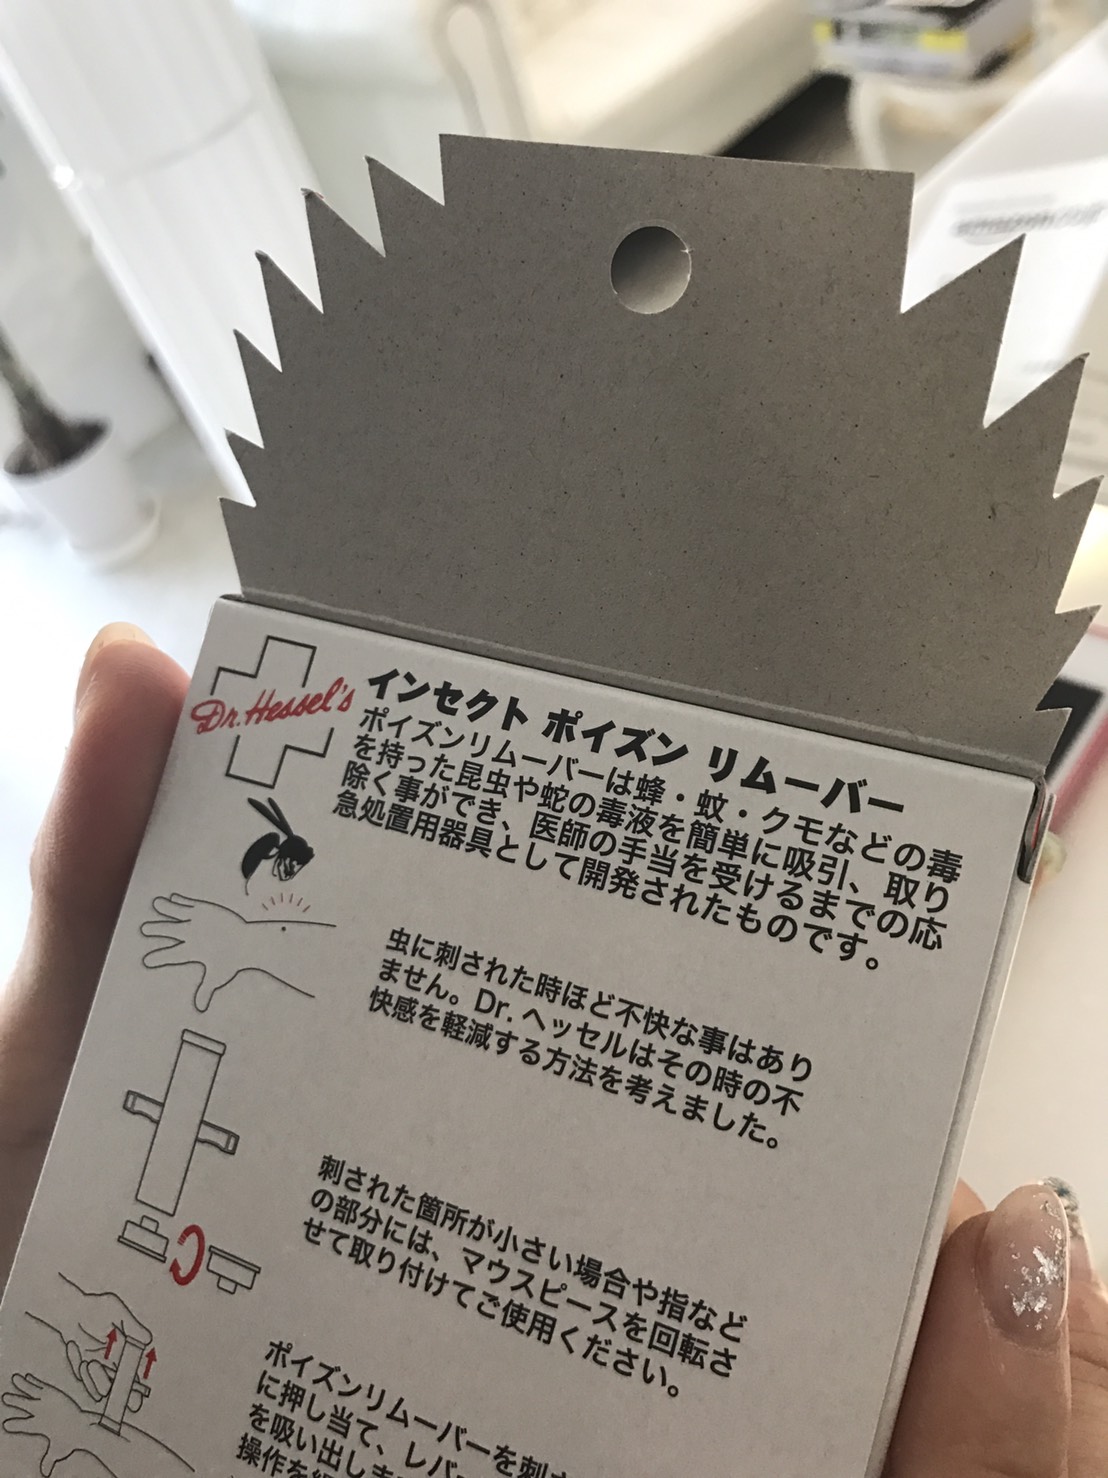 Dr. Hessel's
インセクト ポイズン リムーバー
ポイズンリムーバーは蜂・蚊・クモなどの毒
を持った昆虫や蛇の毒液を簡単に吸引、取り
除く事ができ、医師の手当を受けるまでの応
急処置用器具として開発されたものです。
虫に刺された時ほど不快な事はあり
ません。Dr. ヘッセルはその時の不
快感を軽減する方法を考えました。
刺された箇所が小さい場合や指など
の部分には、マウスピースを回転さ
せて取り付けてご使用ください。
ポイズンリムーバーを刺
に押し当て、レバ
を吸い出しま
操作を